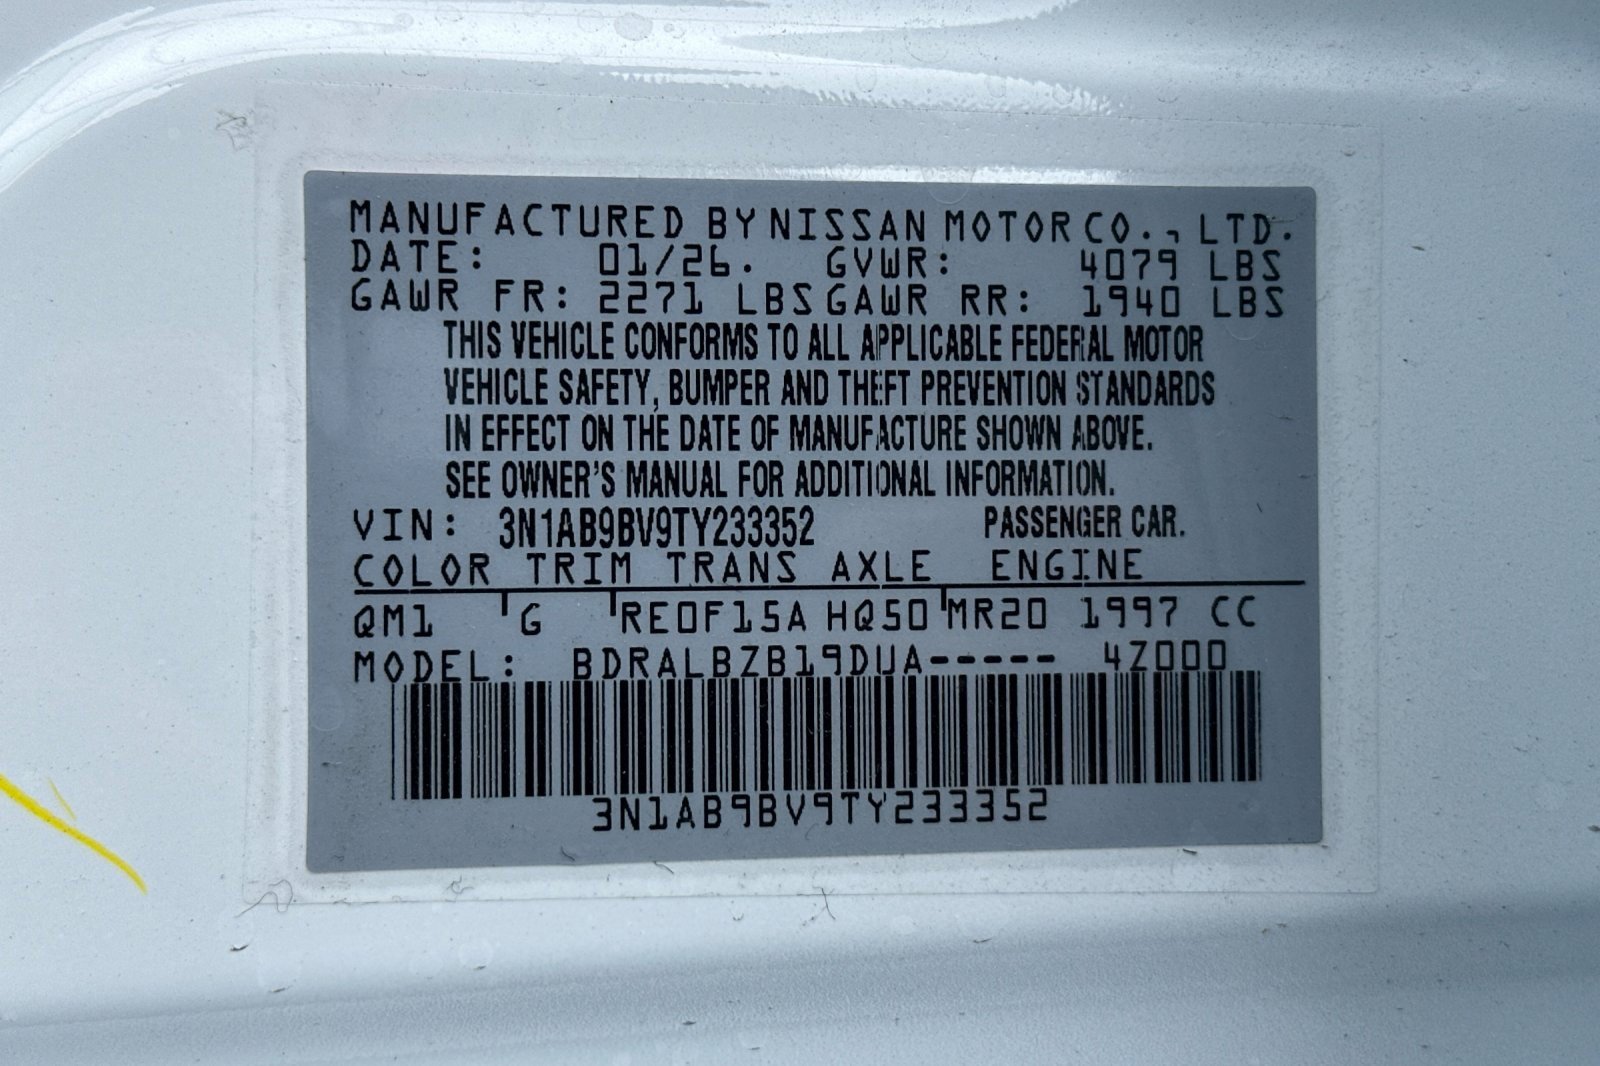 MANUFACTURED BY NISSAN MOTOR CO., LTD.
DATE: 01/26. GVWR: 4079 LBS
GAWR FR: 2271 LBS GAWR RR: 1940 LBS
THIS VEHICLE CONFORMS TO ALL APPLICABLE FEDERAL MOTOR
VEHICLE SAFETY, BUMPER AND THEFT PREVENTION STANDARDS
IN EFFECT ON THE DATE OF MANUFACTURE SHOWN ABOVE.
SEE OWNER'S MANUAL FOR ADDITIONAL INFORMATION.
VIN: 3N1AB9BV9TY233352 PASSENGER CAR.
COLOR TRIM TRANS AXLE ENGINE
QM1 G RE0F15A HQ50 MR20 1997 CC
MODEL: BDRALBZB19DUA----- 4Z000
3N1AB9BV9TY233352